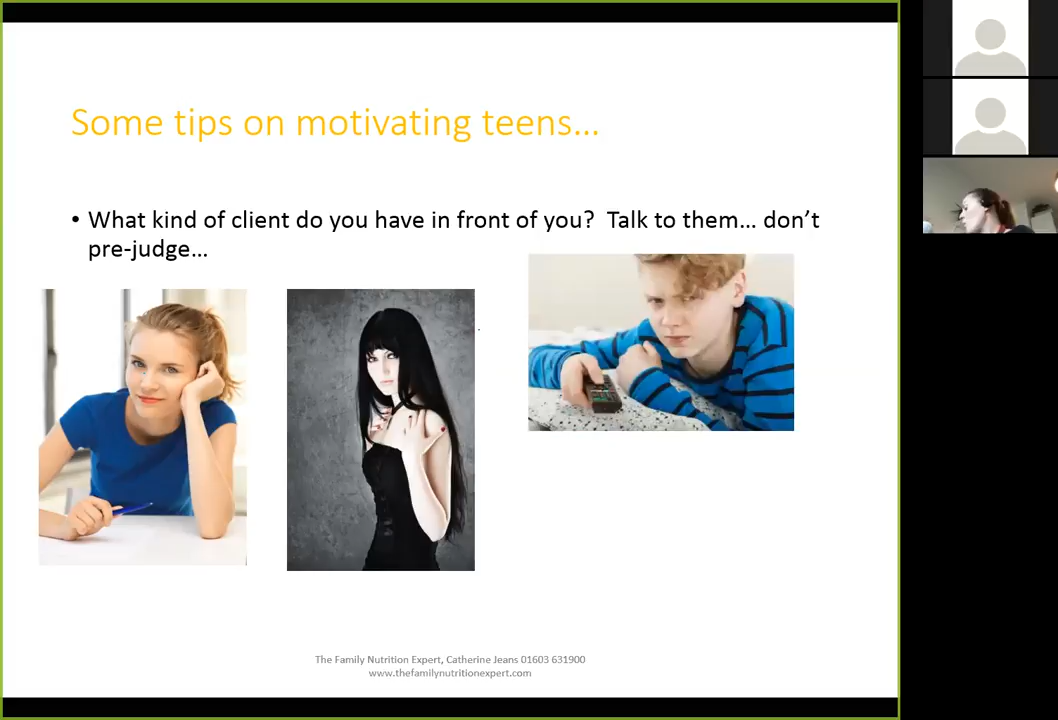 Some tips on motivating teens...
• What kind of client do you have in front of you?  Talk to them... don’t
pre-judge...
The Family Nutrition Expert, Catherine Jeans 01603 631900
www.thefamilynutritionexpert.com